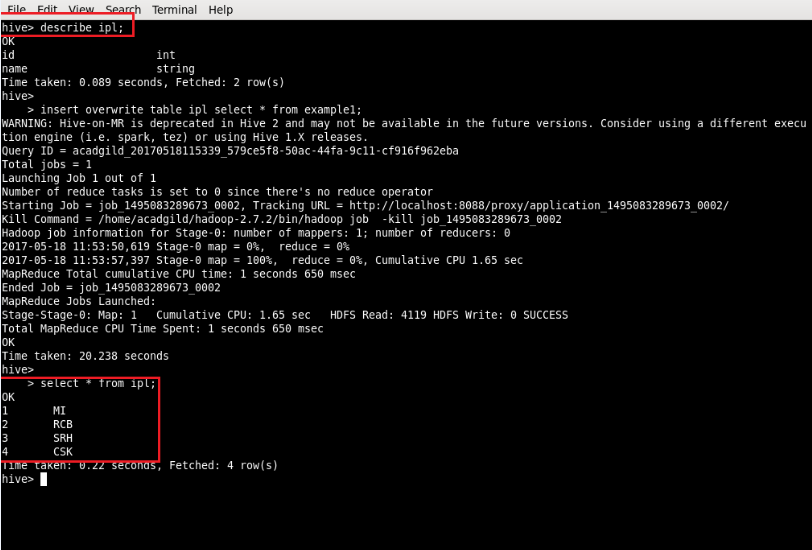 File Edit View Search Terminal Help
hive> describe ipl;
OK
id                      int
name                    string
Time taken: 0.089 seconds, Fetched: 2 row(s)
hive>
    > insert overwrite table ipl select * from example1;
WARNING: Hive-on-MR is deprecated in Hive 2 and may not be available in the future versions. Consider using a different execu
tion engine (i.e. spark, tez) or using Hive 1.X releases.
Query ID = acadgild_20170518115339_579ce5f8-50ac-44fa-9c11-cf916f962eba
Total jobs = 1
Launching Job 1 out of 1
Number of reduce tasks is set to 0 since there's no reduce operator
Starting Job = job_1495083289673_0002, Tracking URL = http://localhost:8088/proxy/application_1495083289673_0002/
Kill Command = /home/acadgild/hadoop-2.7.2/bin/hadoop job  -kill job_1495083289673_0002
Hadoop job information for Stage-0: number of mappers: 1; number of reducers: 0
2017-05-18 11:53:50,619 Stage-0 map = 0%,  reduce = 0%
2017-05-18 11:53:57,397 Stage-0 map = 100%,  reduce = 0%, Cumulative CPU 1.65 sec
MapReduce Total cumulative CPU time: 1 seconds 650 msec
Ended Job = job_1495083289673_0002
MapReduce Jobs Launched:
Stage-Stage-0: Map: 1   Cumulative CPU: 1.65 sec   HDFS Read: 4119 HDFS Write: 0 SUCCESS
Total MapReduce CPU Time Spent: 1 seconds 650 msec
OK
Time taken: 20.238 seconds
hive>
    > select * from ipl;
OK
1       MI
2       RCB
3       SRH
4       CSK
Time taken: 0.22 seconds, Fetched: 4 row(s)
hive>